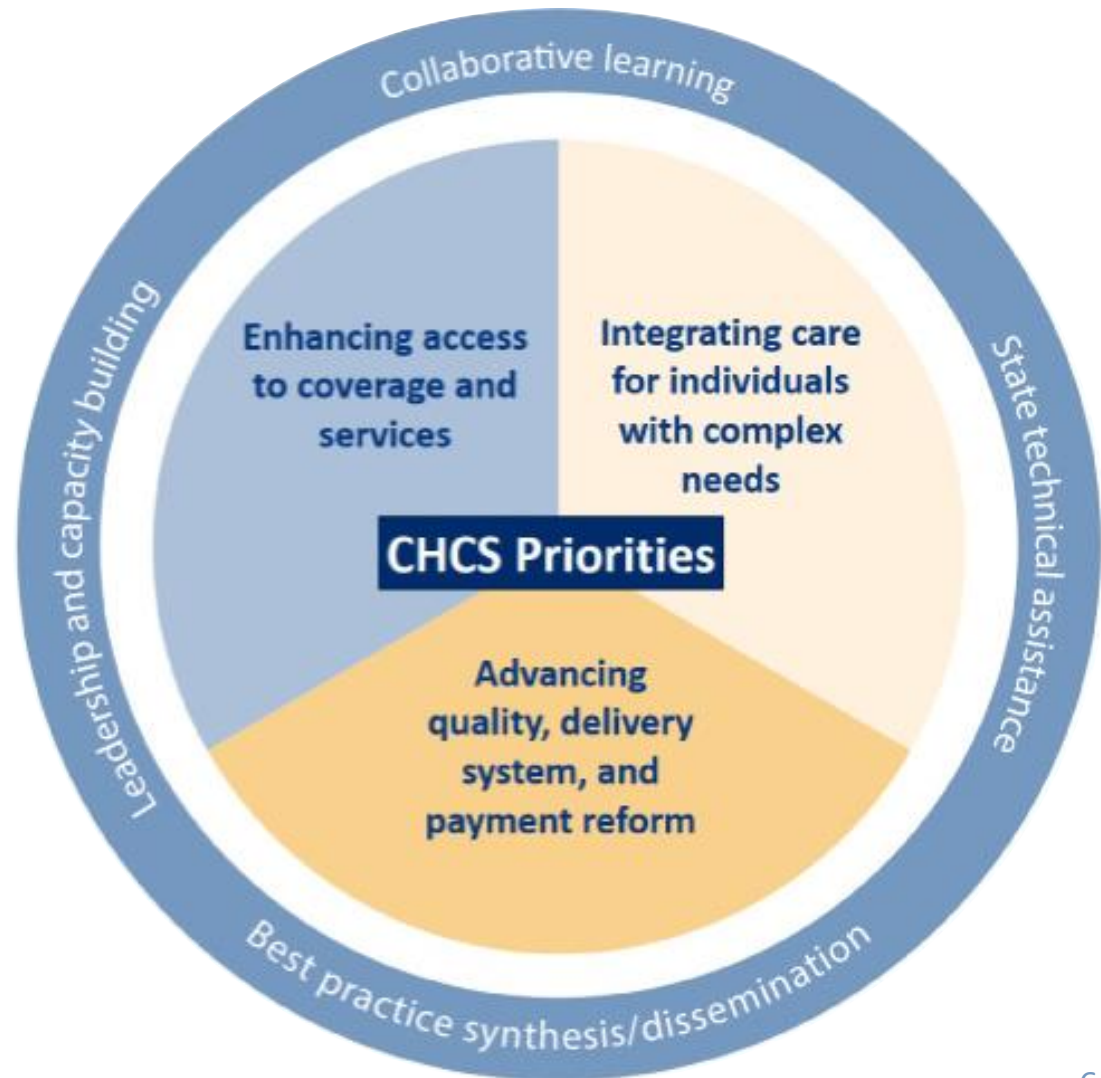 Collaborative learning
Enhancing access
to coverage and
services
Integrating care
for individuals
with complex
needs
CHCS Priorities
Advancing
quality, delivery
system, and
payment reform
Leadership and capacity building
State technical assistance
Best practice synthesis/dissemination